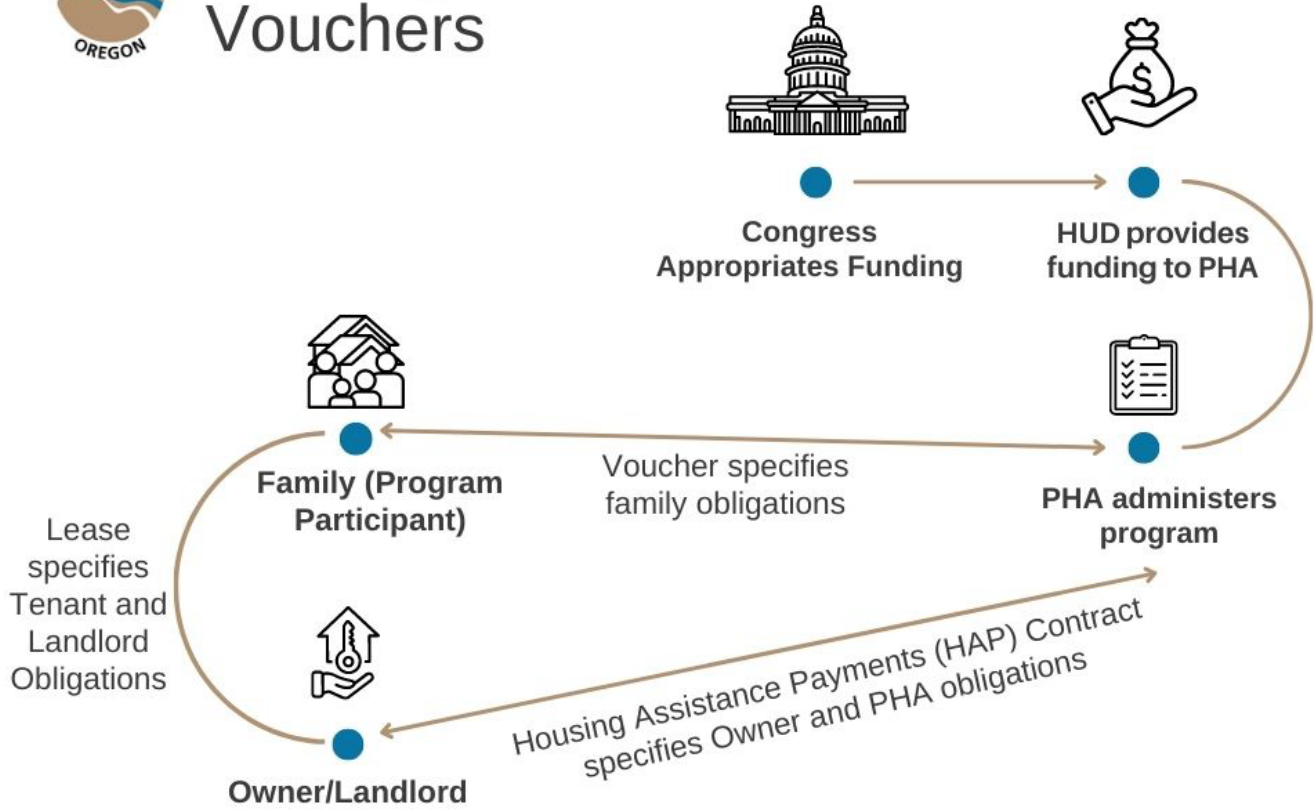 OREGON
Vouchers
Congress
Appropriates Funding
HUD provides
funding to PHA
Family (Program
Participant)
Voucher specifies
family obligations
PHA administers
program
Lease
specifies
Tenant and
Landlord
Obligations
Housing Assistance Payments (HAP) Contract
specifies Owner and PHA obligations
Owner/Landlord
$